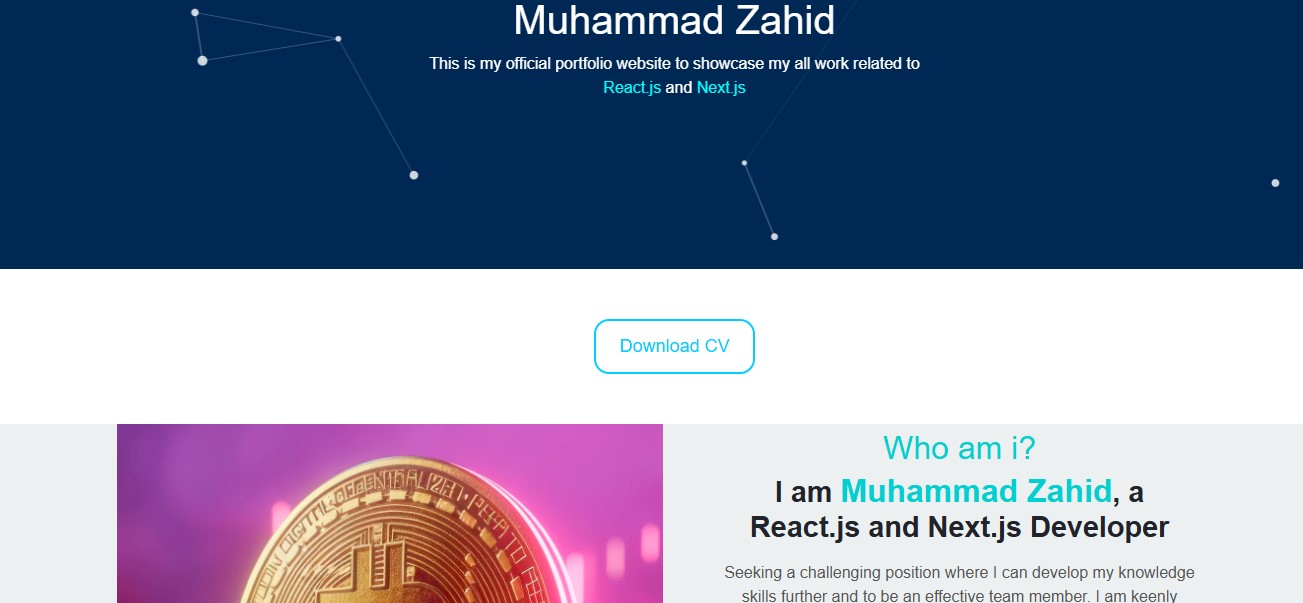 Muhammad Zahid
This is my official portfolio website to showcase my all work related to
React.js and Next.js
Download CV
Who am i?
I am Muhammad Zahid, a
React.js and Next.js Developer
Seeking a challenging position where I can develop my knowledge
skills further and to be an effective team member. I am keenly